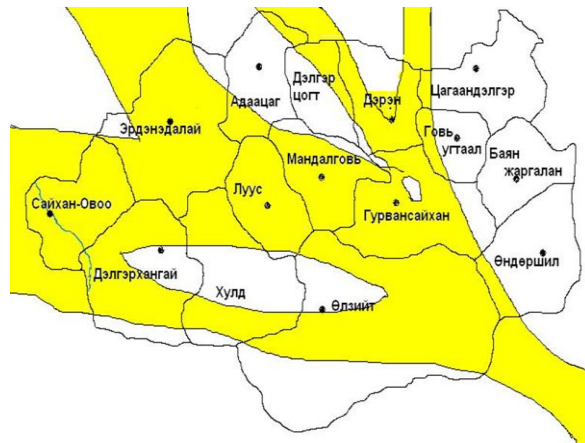 Адаацаг
Дэлгэр
цогт
Дэрэн
Цагаандэлгэр
Эрдэнэдалай
Говь
угтаал
Баян
жаргалан
Мандалговь
Луус
Сайхан-Овоо
Гурвансайхан
Өндөршил
Дэлгэрхангай
Хулд
Өлзийт